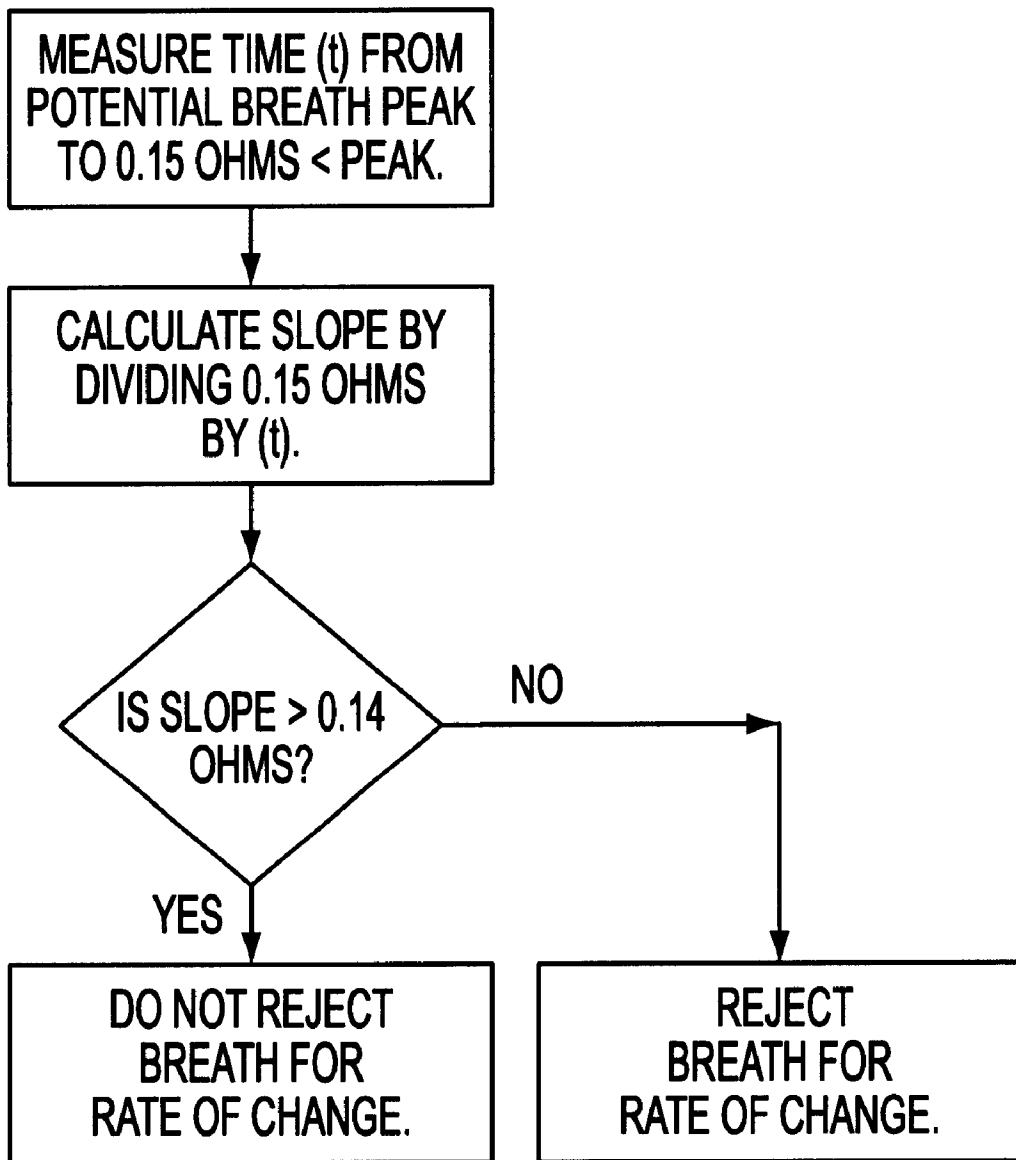 MEASURE TIME (t) FROM
POTENTIAL BREATH PEAK
TO 0.15 OHMS < PEAK.
CALCULATE SLOPE BY
DIVIDING 0.15 OHMS
BY (t).
IS SLOPE > 0.14
OHMS?
NO
YES
DO NOT REJECT
BREATH FOR
RATE OF CHANGE.
REJECT
BREATH FOR
RATE OF CHANGE.